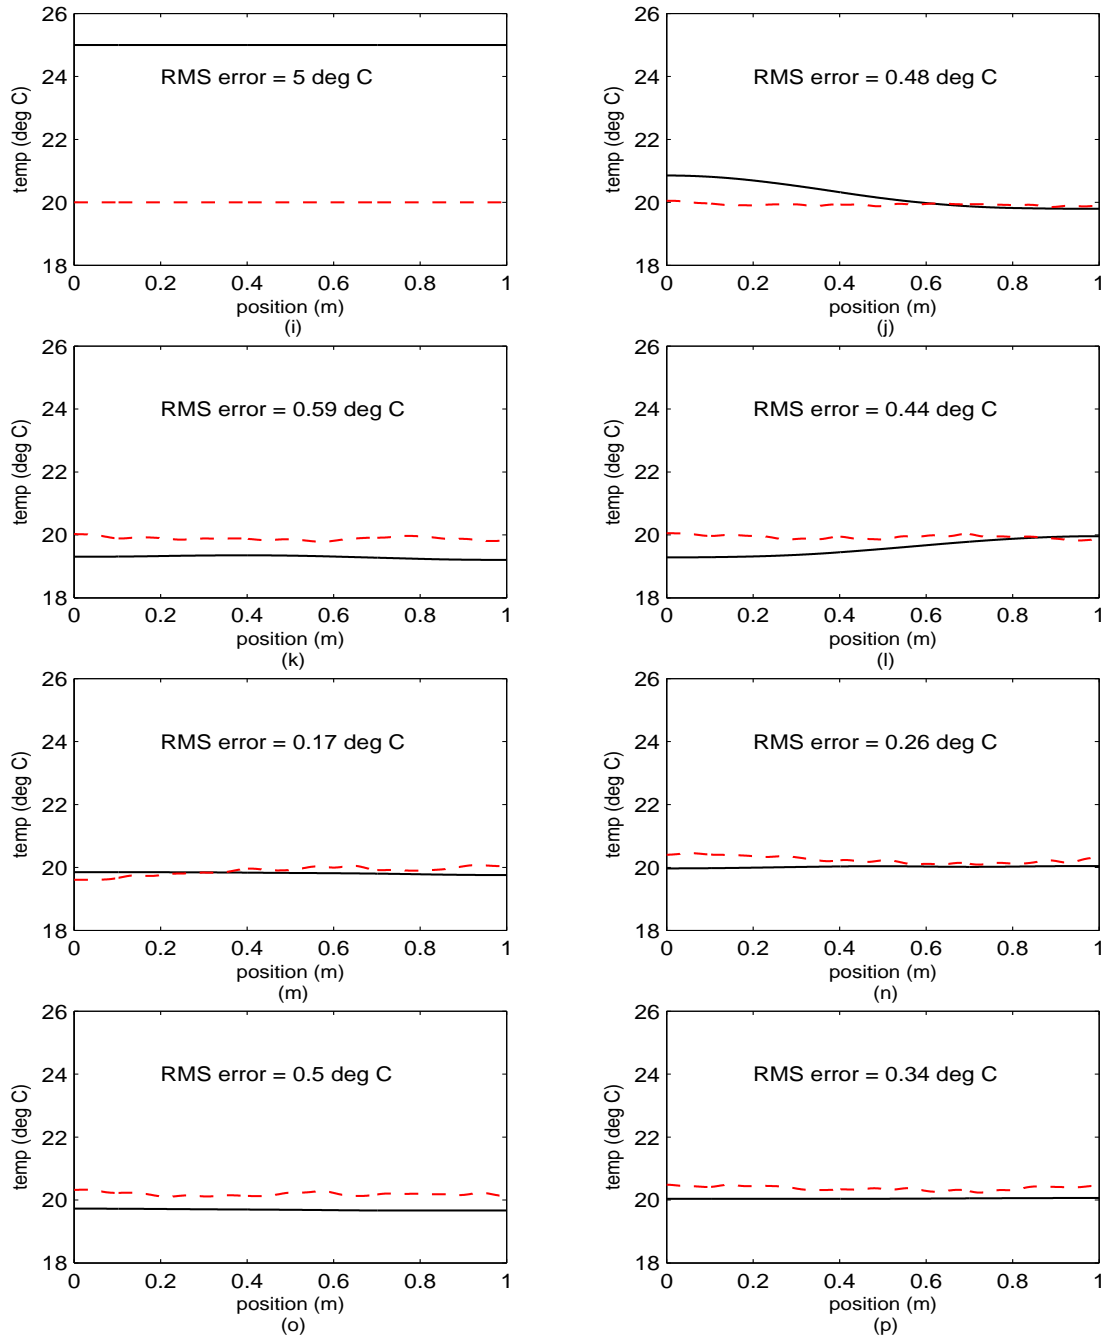 26
24
22
20
18
temp (deg C)
RMS error = 5 deg C
0 0.2 0.4 0.6 0.8 1
position (m)
(i)
26
24
22
20
18
temp (deg C)
RMS error = 0.48 deg C
0 0.2 0.4 0.6 0.8 1
position (m)
(j)
26
24
22
20
18
temp (deg C)
RMS error = 0.59 deg C
0 0.2 0.4 0.6 0.8 1
position (m)
(k)
26
24
22
20
18
temp (deg C)
RMS error = 0.44 deg C
0 0.2 0.4 0.6 0.8 1
position (m)
(l)
26
24
22
20
18
temp (deg C)
RMS error = 0.17 deg C
0 0.2 0.4 0.6 0.8 1
position (m)
(m)
26
24
22
20
18
temp (deg C)
RMS error = 0.26 deg C
0 0.2 0.4 0.6 0.8 1
position (m)
(n)
26
24
22
20
18
temp (deg C)
RMS error = 0.5 deg C
0 0.2 0.4 0.6 0.8 1
position (m)
(o)
26
24
22
20
18
temp (deg C)
RMS error = 0.34 deg C
0 0.2 0.4 0.6 0.8 1
position (m)
(p)